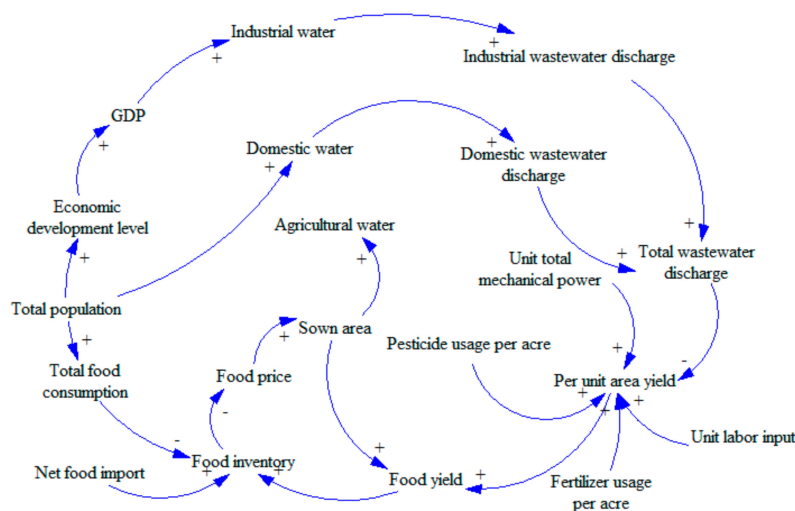 Industrial water
+
+
Industrial wastewater discharge
GDP
+
Domestic water
+
+
Domestic wastewater
discharge
Economic
development level
+
Agricultural water
+
+
+
Total wastewater
discharge
Unit total
mechanical power
Total population
+
Sown area
+
Pesticide usage per acre
+
-
Total food
consumption
Food price
Per unit area yield
+
+
+
-
-
+
Unit labor input
Net food import
Food inventory
+
+
Food yield
+
Fertilizer usage
per acre